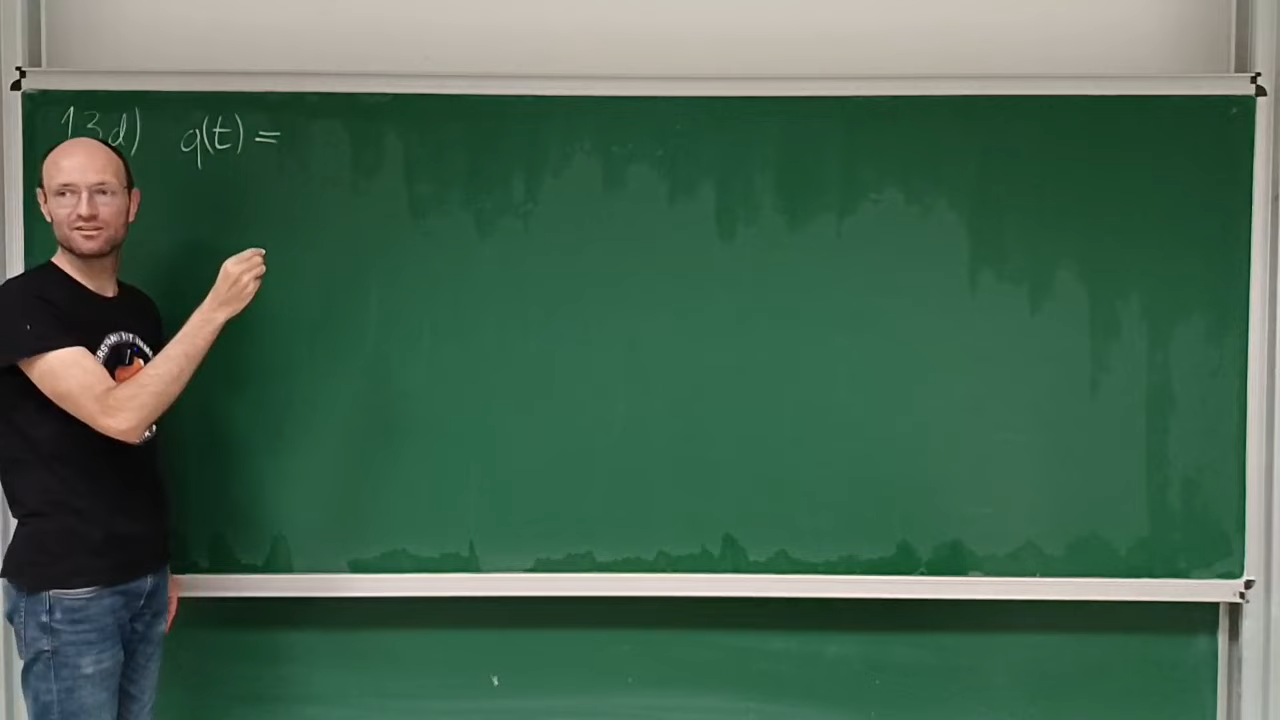 13d) q(t) =